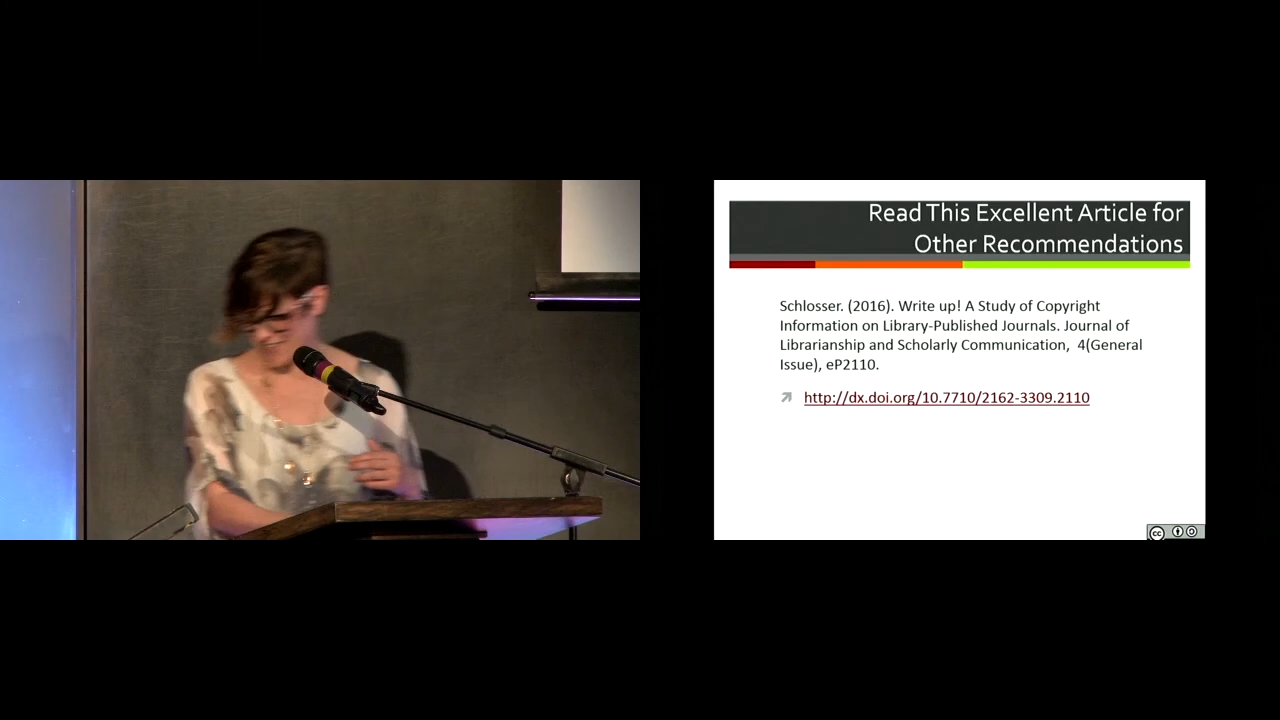 Read This Excellent Article for
Other Recommendations
Schlosser. (2016). Write up! A Study of Copyright
Information on Library-Published Journals. Journal of
Librarianship and Scholarly Communication, 4(General
Issue), eP2110.
http://dx.doi.org/10.7710/2162-3309.2110
cc